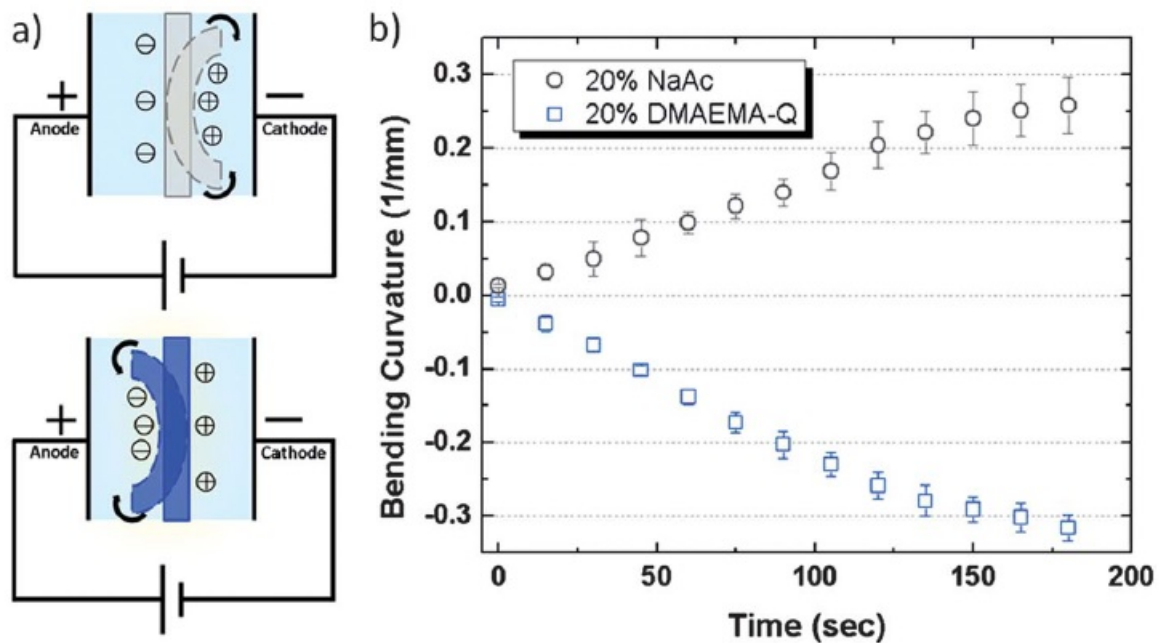 a)
+
−
Anode
Cathode
+
−
Anode
Cathode
b)
Bending Curvature (1/mm)
0.3
0.2
0.1
0.0
-0.1
-0.2
-0.3
20% NaAc
20% DMAEMA-Q
0
50
100
150
200
Time (sec)